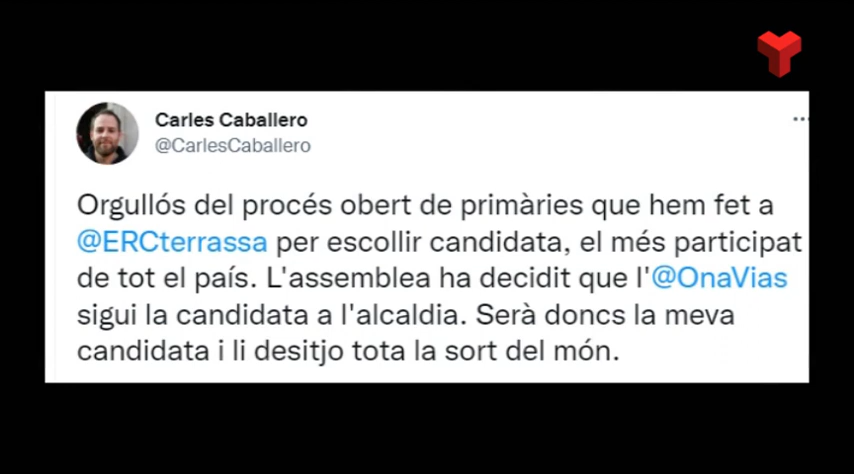 Carles Caballero
@CarlesCaballero
Orgullós del procés obert de primàries que hem fet a
@ERCterrassa per escollir candidata, el més participat
de tot el país. L'assemblea ha decidit que l'@OnaVias
sigui la candidata a l'alcaldia. Serà doncs la meva
candidata i li desitjo tota la sort del món.